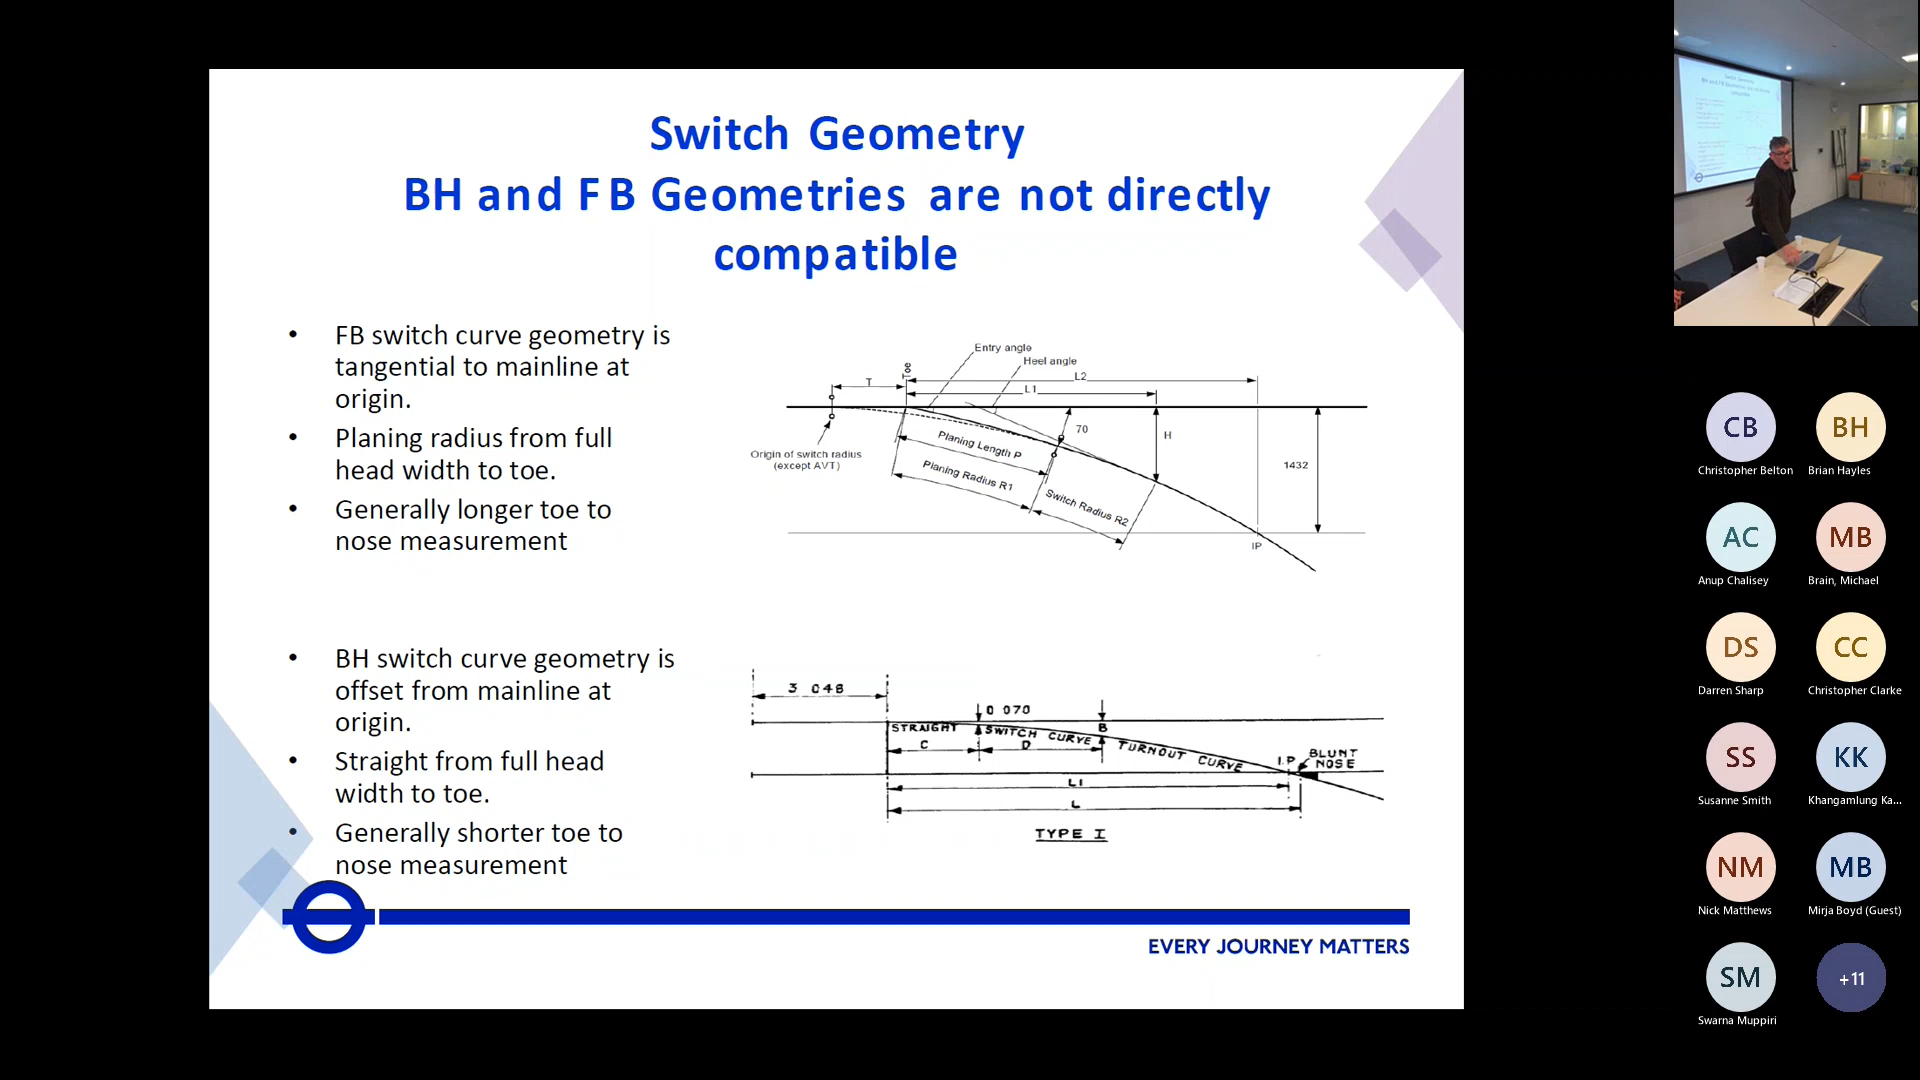 Switch Geometry
BH and FB Geometries are not directly
compatible
• FB switch curve geometry is
tangential to mainline at
origin.
• Planing radius from full
head width to toe.
• Generally longer toe to
nose measurement
Entry angle
Heel angle
Toe
T
L2
L1
70
H
1432
Planing Length P
Origin of switch radius
(except AVT)
Planing Radius R1
Switch Radius R2
IP
• BH switch curve geometry is
offset from mainline at
origin.
• Straight from full head
width to toe.
• Generally shorter toe to
nose measurement
3 048
0 070
STRAIGHT
SWITCH CURVE
B
C
D
TURNOUT CURVE
I.P
BLUNT
NOSE
L1
L
TYPE I
EVERY JOURNEY MATTERS
CB
BH
Christopher Belton
Brian Hayles
AC
MB
Anup Chalisey
Brain, Michael
DS
CC
Darren Sharp
Christopher Clarke
SS
KK
Susanne Smith
Khangamlung Ka...
NM
MB
Nick Matthews
Mirja Boyd (Guest)
SM
+11
Swarna Muppiri